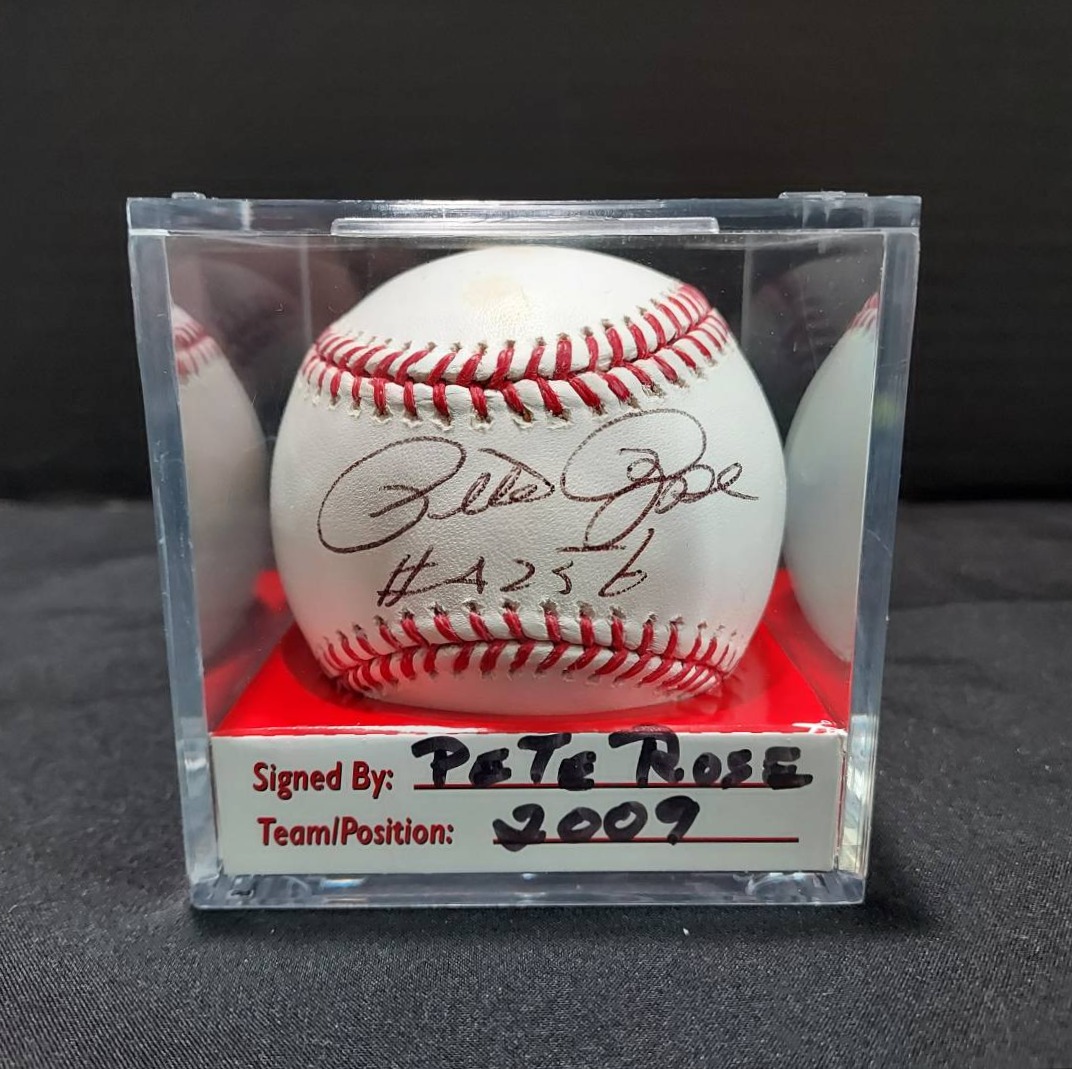 Pete Rose
#4256
Signed By: PETE ROSE
Team/Position: 2009